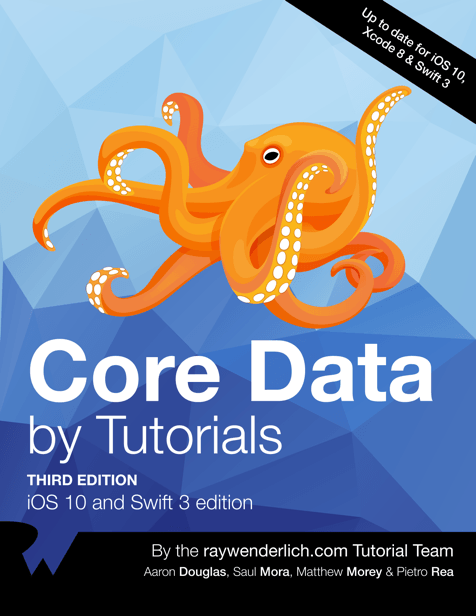 Up to date for iOS 10,
Xcode 8 & Swift 3
Core Data
by Tutorials
THIRD EDITION
iOS 10 and Swift 3 edition
By the raywenderlich.com Tutorial Team
Aaron Douglas, Saul Mora, Matthew Morey & Pietro Rea